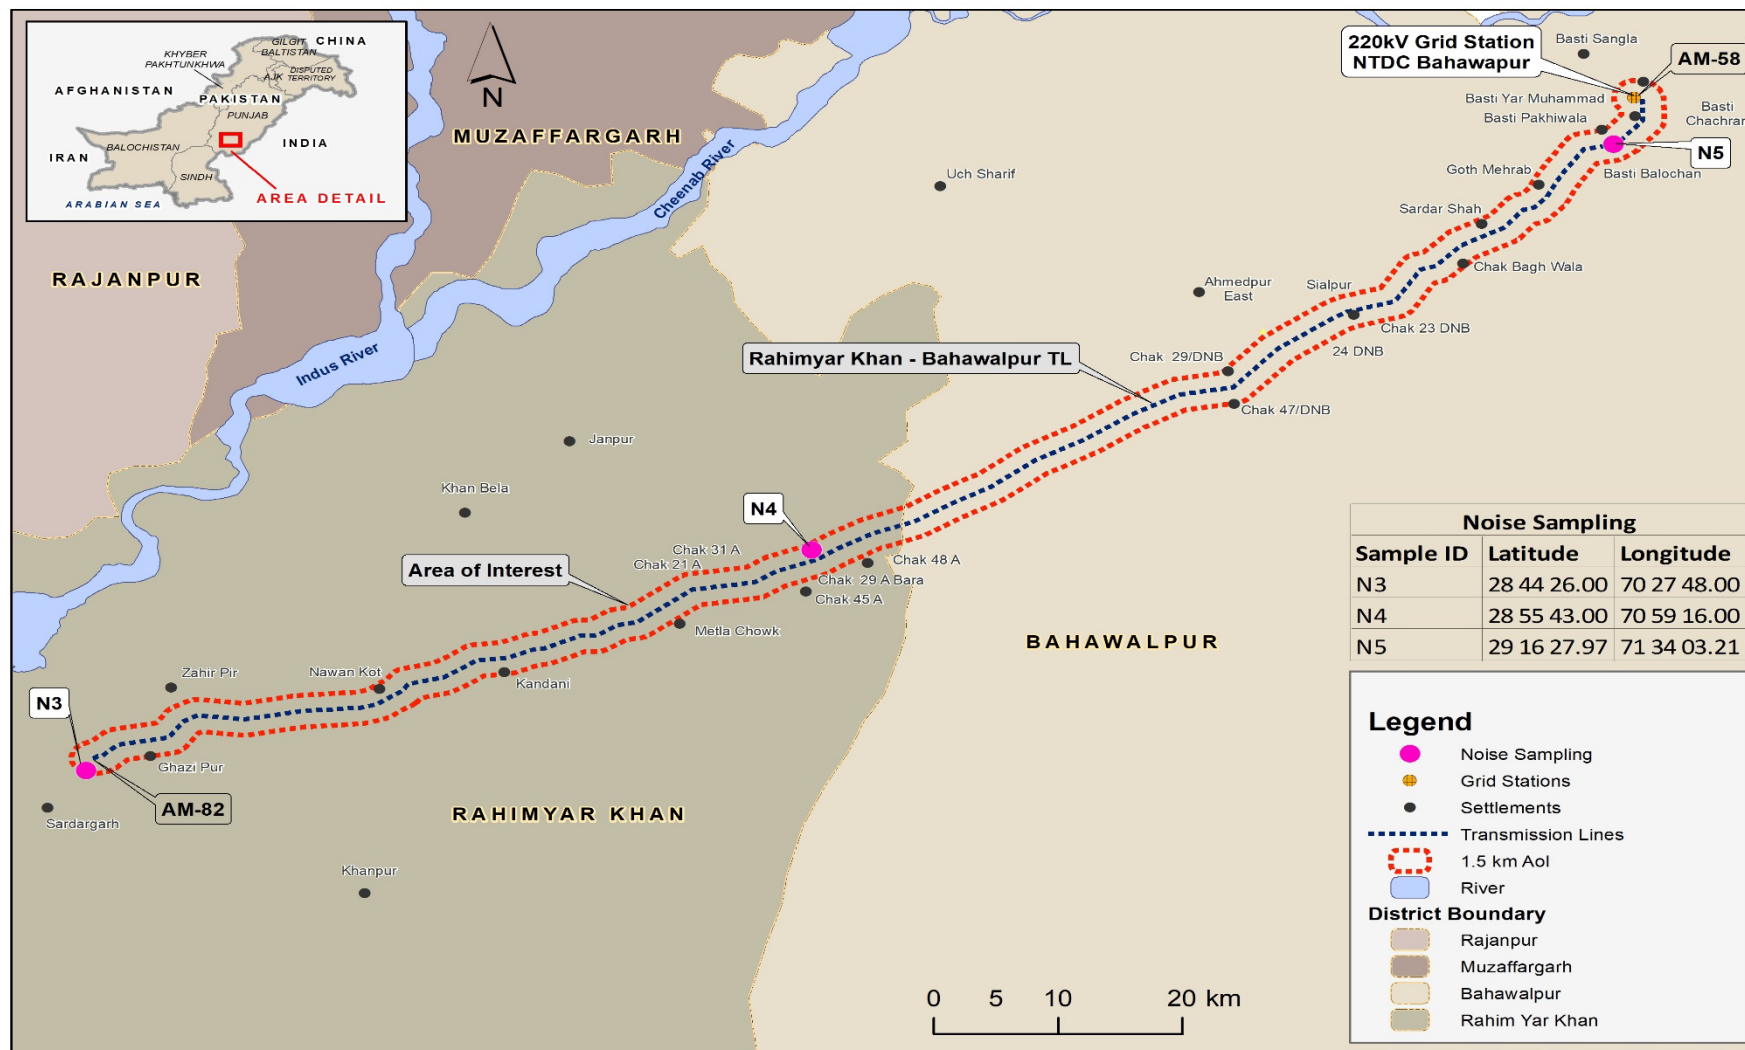 GILGIT
BALTISTAN
CHINA
KHYBER
PAKHTUNKHWA
AJK
DISPUTED
TERRITORY
AFGHANISTAN
PAKISTAN
PUNJAB
INDIA
BALOCHISTAN
IRAN
SINDH
ARABIAN SEA
AREA DETAIL
N
MUZAFFARGARH
RAJANPUR
Cheenab River
Indus River
Uch Sharif
220kV Grid Station
NTDC Bahawapur
Basti Sangla
AM-58
Basti Yar Muhammad
Basti Pakhiwala
Basti
Chachran
N5
Goth Mehrab
Basti Balochan
Sardar Shah
Chak Bagh Wala
Ahmedpur
East
Sialpur
Chak 23 DNB
24 DNB
Rahimyar Khan - Bahawalpur TL
Chak 29/DNB
Chak 47/DNB
Janpur
Khan Bela
N4
Chak 31 A
Chak 21 A
Area of Interest
Chak 48 A
Chak 29 A Bara
Chak 45 A
Metla Chowk
BAHAWALPUR
Zahir Pir
Nawan Kot
Kandani
N3
Ghazi Pur
AM-82
Sardargarh
RAHIMYAR KHAN
Khanpur
0 5 10 20 km
Noise Sampling
Sample ID Latitude Longitude
N3 28 44 26.00 70 27 48.00
N4 28 55 43.00 70 59 16.00
N5 29 16 27.97 71 34 03.21
Legend
Noise Sampling
Grid Stations
Settlements
Transmission Lines
1.5 km AoI
River
District Boundary
Rajanpur
Muzaffargarh
Bahawalpur
Rahim Yar Khan